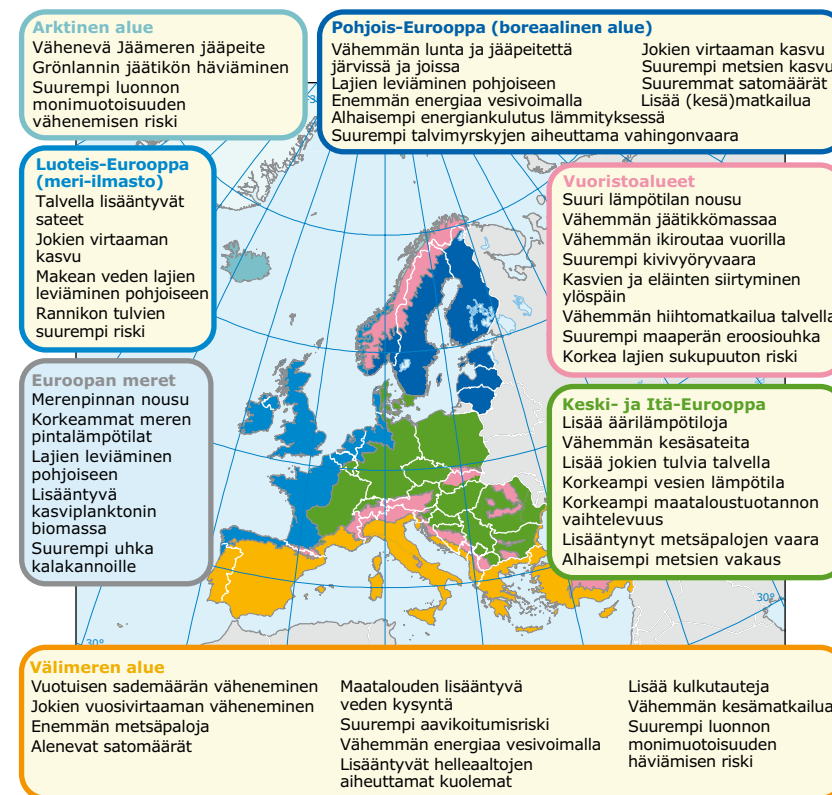 Arktinen alue
Vähenevä Jäämeren jääpeite
Grönlannin jäätikön häviäminen
Suurempi luonnon
monimuotoisuuden
vähenemisen riski
Pohjois-Eurooppa (boreaalinen alue)
Vähemmän lunta ja jääpeitettä
järvissä ja joissa
Lajien leviäminen pohjoiseen
Enemmän energiaa vesivoimalla
Alhaisempi energiankulutus lämmityksessä
Suurempi talvimyrskyjen aiheuttama vahingonvaara
Jokien virtaaman kasvu
Suurempi metsien kasvu
Suuremmat satomäärät
Lisää (kesä)matkailua
Luoteis-Eurooppa
(meri-ilmasto)
Talvella lisääntyvät
sateet
Jokien virtaaman
kasvu
Makean veden lajien
leviäminen pohjoiseen
Rannikon tulvien
suurempi riski
Vuoristoalueet
Suuri lämpötilan nousu
Vähemmän jäätikkömassaa
Vähemmän ikiroutaa vuorilla
Suurempi kivivyöryvaara
Kasvien ja eläinten siirtyminen
ylöspäin
Vähemmän hiihtomatkailua talvella
Suurempi maaperän eroosiouhka
Korkea lajien sukupuuton riski
Euroopan meret
Merenpinnan nousu
Korkeammat meren
pintalämpötilat
Lajien leviäminen
pohjoiseen
Lisääntyvä
kasviplanktonin
biomassa
Suurempi uhka
kalakannoille
Keski- ja Itä-Eurooppa
Lisää äärilämpötiloja
Vähemmän kesäsateita
Lisää jokien tulvia talvella
Korkeampi vesien lämpötila
Korkeampi maataloustuotannon
vaihtelevuus
Lisääntynyt metsäpalojen vaara
Alhaisempi metsien vakaus
30°
30°
Välimeren alue
Vuotuisen sademäärän väheneminen
Jokien vuosivirtaaman väheneminen
Enemmän metsäpaloja
Alenevat satomäärät
Maatalouden lisääntyvä
veden kysyntä
Suurempi aavikoitumisriski
Vähemmän energiaa vesivoimalla
Lisääntyvät helleaaltojen
aiheuttamat kuolemat
Lisää kulkutauteja
Vähemmän kesämatkailua
Suurempi luonnon
monimuotoisuuden
häviämisen riski